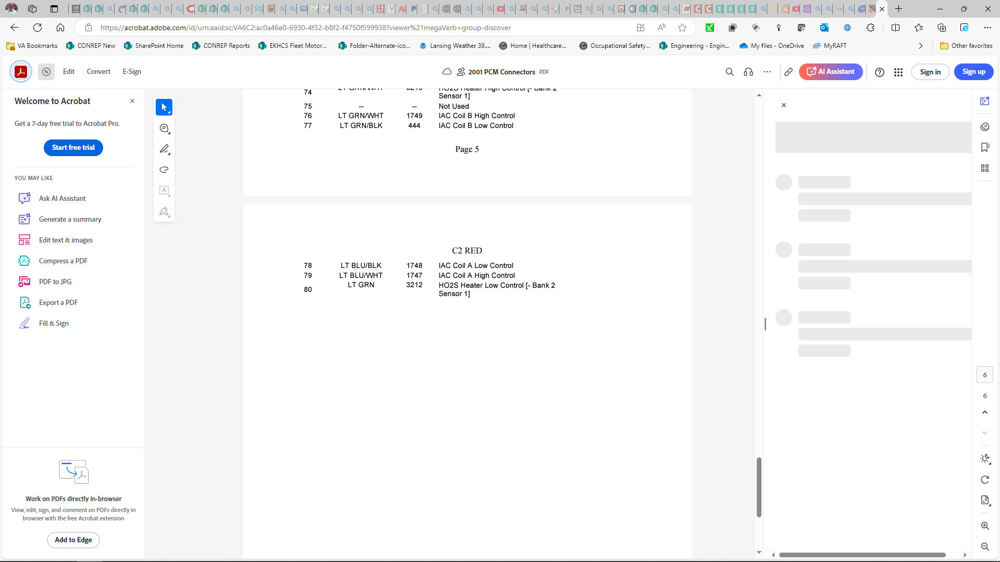 https://acrobat.adobe.com/id/urn:aaid:sc:VA6C2:ac0a46e0-6930-4f32-b8f2-f4750f599938?viewer%21megaVerb=group-discover
VA Bookmarks
CONREP New
SharePoint Home
CONREP Reports
EKHCS Fleet Motor...
Folder-Alternate-ico...
Lansing Weather 39....
Home | Healthcare...
Occupational Safety...
Engineering - Engin...
My files - OneDrive
MyRAFT
Other favorites
Edit
Convert
E-Sign
2001 PCM Connectors PDF
AI Assistant
Sign in
Sign up
Welcome to Acrobat
Get a 7-day free trial to Acrobat Pro.
Start free trial
YOU MAY LIKE
Ask AI Assistant
Generate a summary
Edit text & images
Compress a PDF
PDF to JPG
Export a PDF
Fill & Sign
Work on PDFs directly in-browser
View, edit, sign, and comment on PDFs directly in
browser with the free Acrobat extension
Add to Edge
74 LT GRN/WHT HO2S Heater High Control [- Bank 2
Sensor 1]
75 -- -- Not Used
76 LT GRN/WHT 1749 IAC Coil B High Control
77 LT GRN/BLK 444 IAC Coil B Low Control
Page 5
C2 RED
78 LT BLU/BLK 1748 IAC Coil A Low Control
79 LT BLU/WHT 1747 IAC Coil A High Control
80 LT GRN 3212 HO2S Heater Low Control [- Bank 2
Sensor 1]
6
6